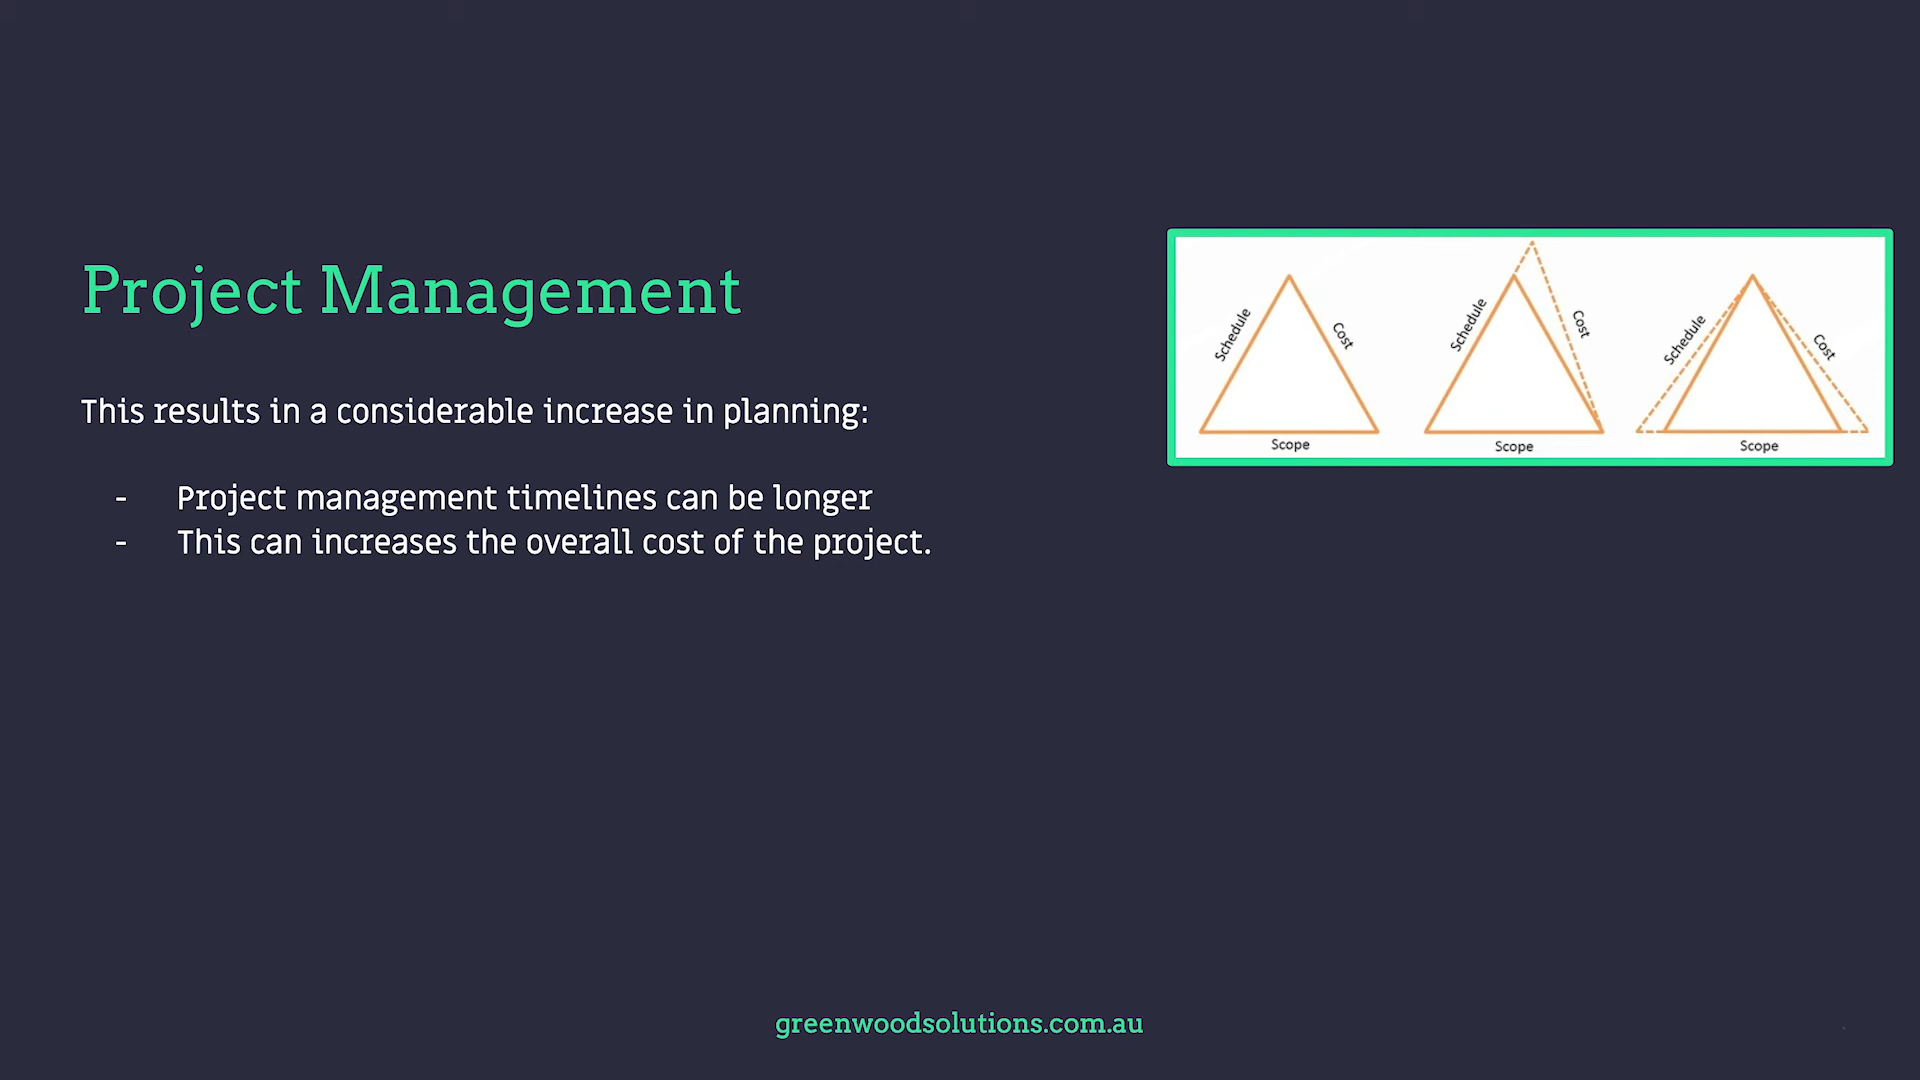 Project Management
This results in a considerable increase in planning:
- Project management timelines can be longer
- This can increases the overall cost of the project.
Schedule
Cost
Scope
Schedule
Cost
Scope
Schedule
Cost
Scope
greenwoodsolutions.com.au